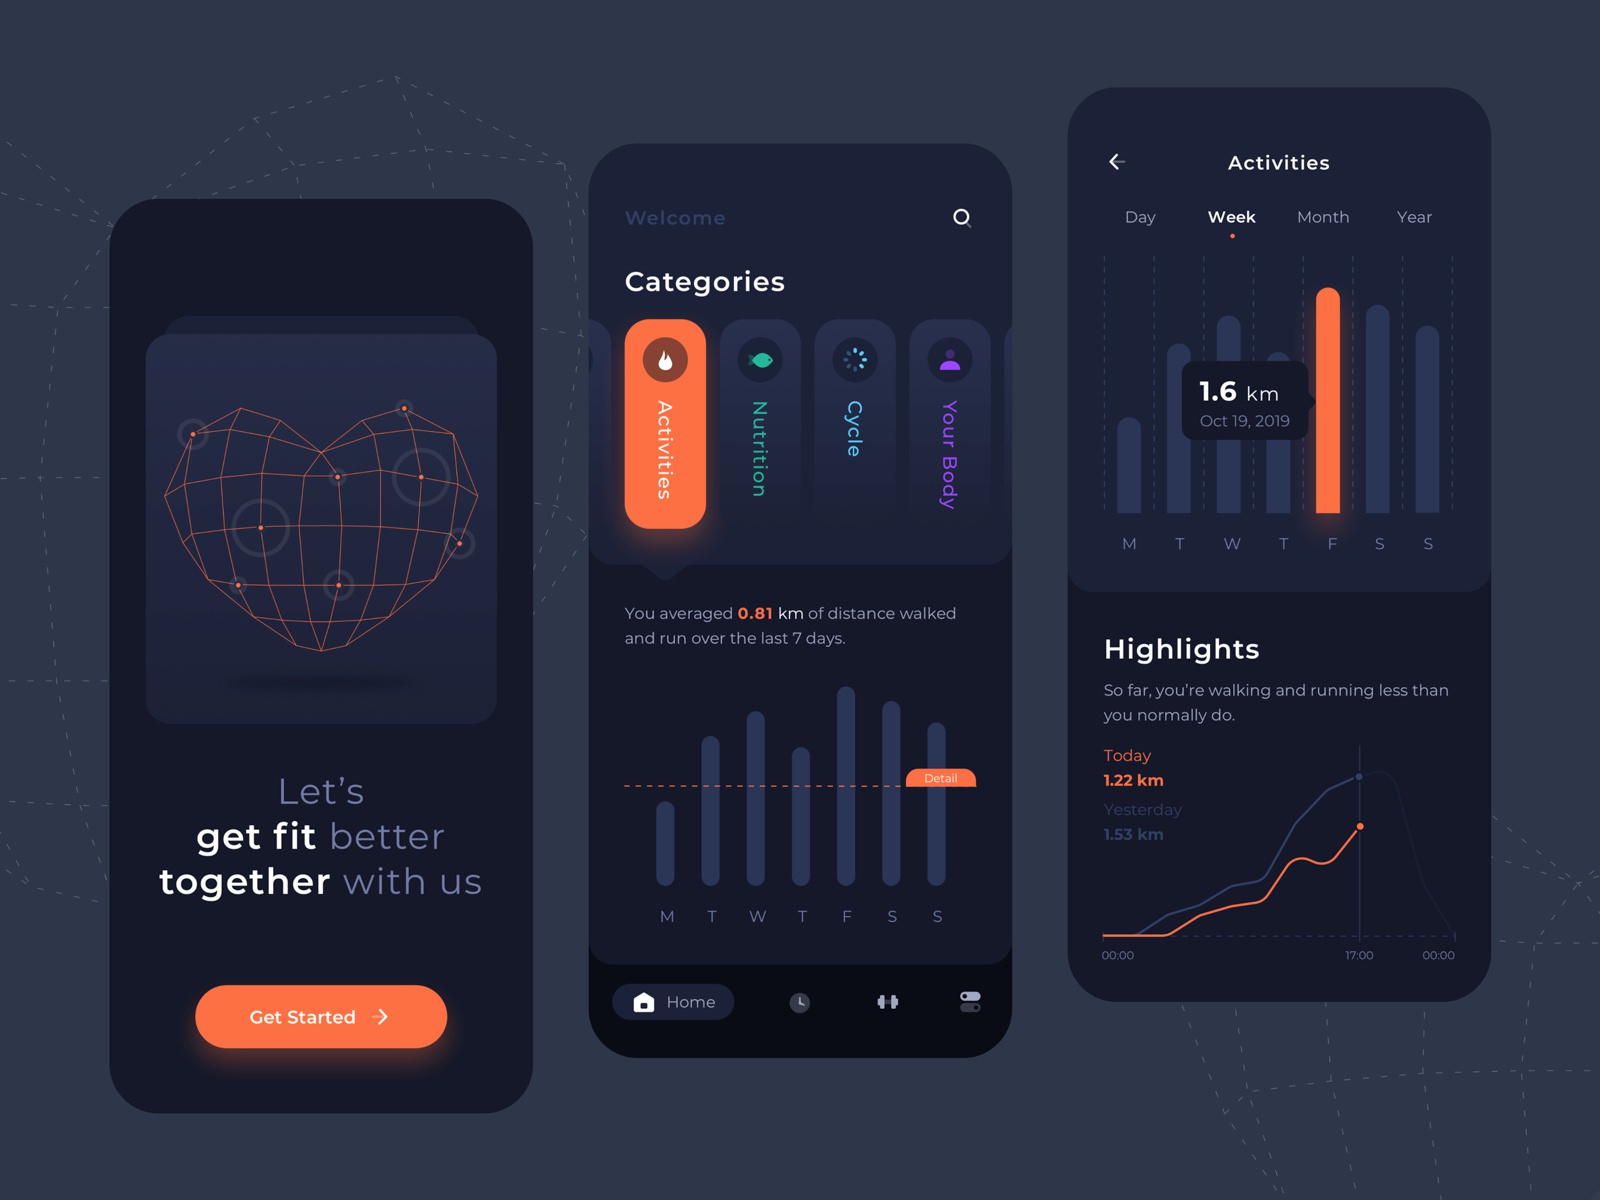 Let’s
get fit better
together with us
Get Started
Welcome
Categories
Activities
Nutrition
Cycle
Your Body
You averaged 0.81 km of distance walked
and run over the last 7 days.
Detail
M T W T F S S
Home
Activities
Day Week Month Year
1.6 km
Oct 19, 2019
M T W T F S S
Highlights
So far, you’re walking and running less than
you normally do.
Today
1.22 km
Yesterday
1.53 km
00:00 17:00 00:00